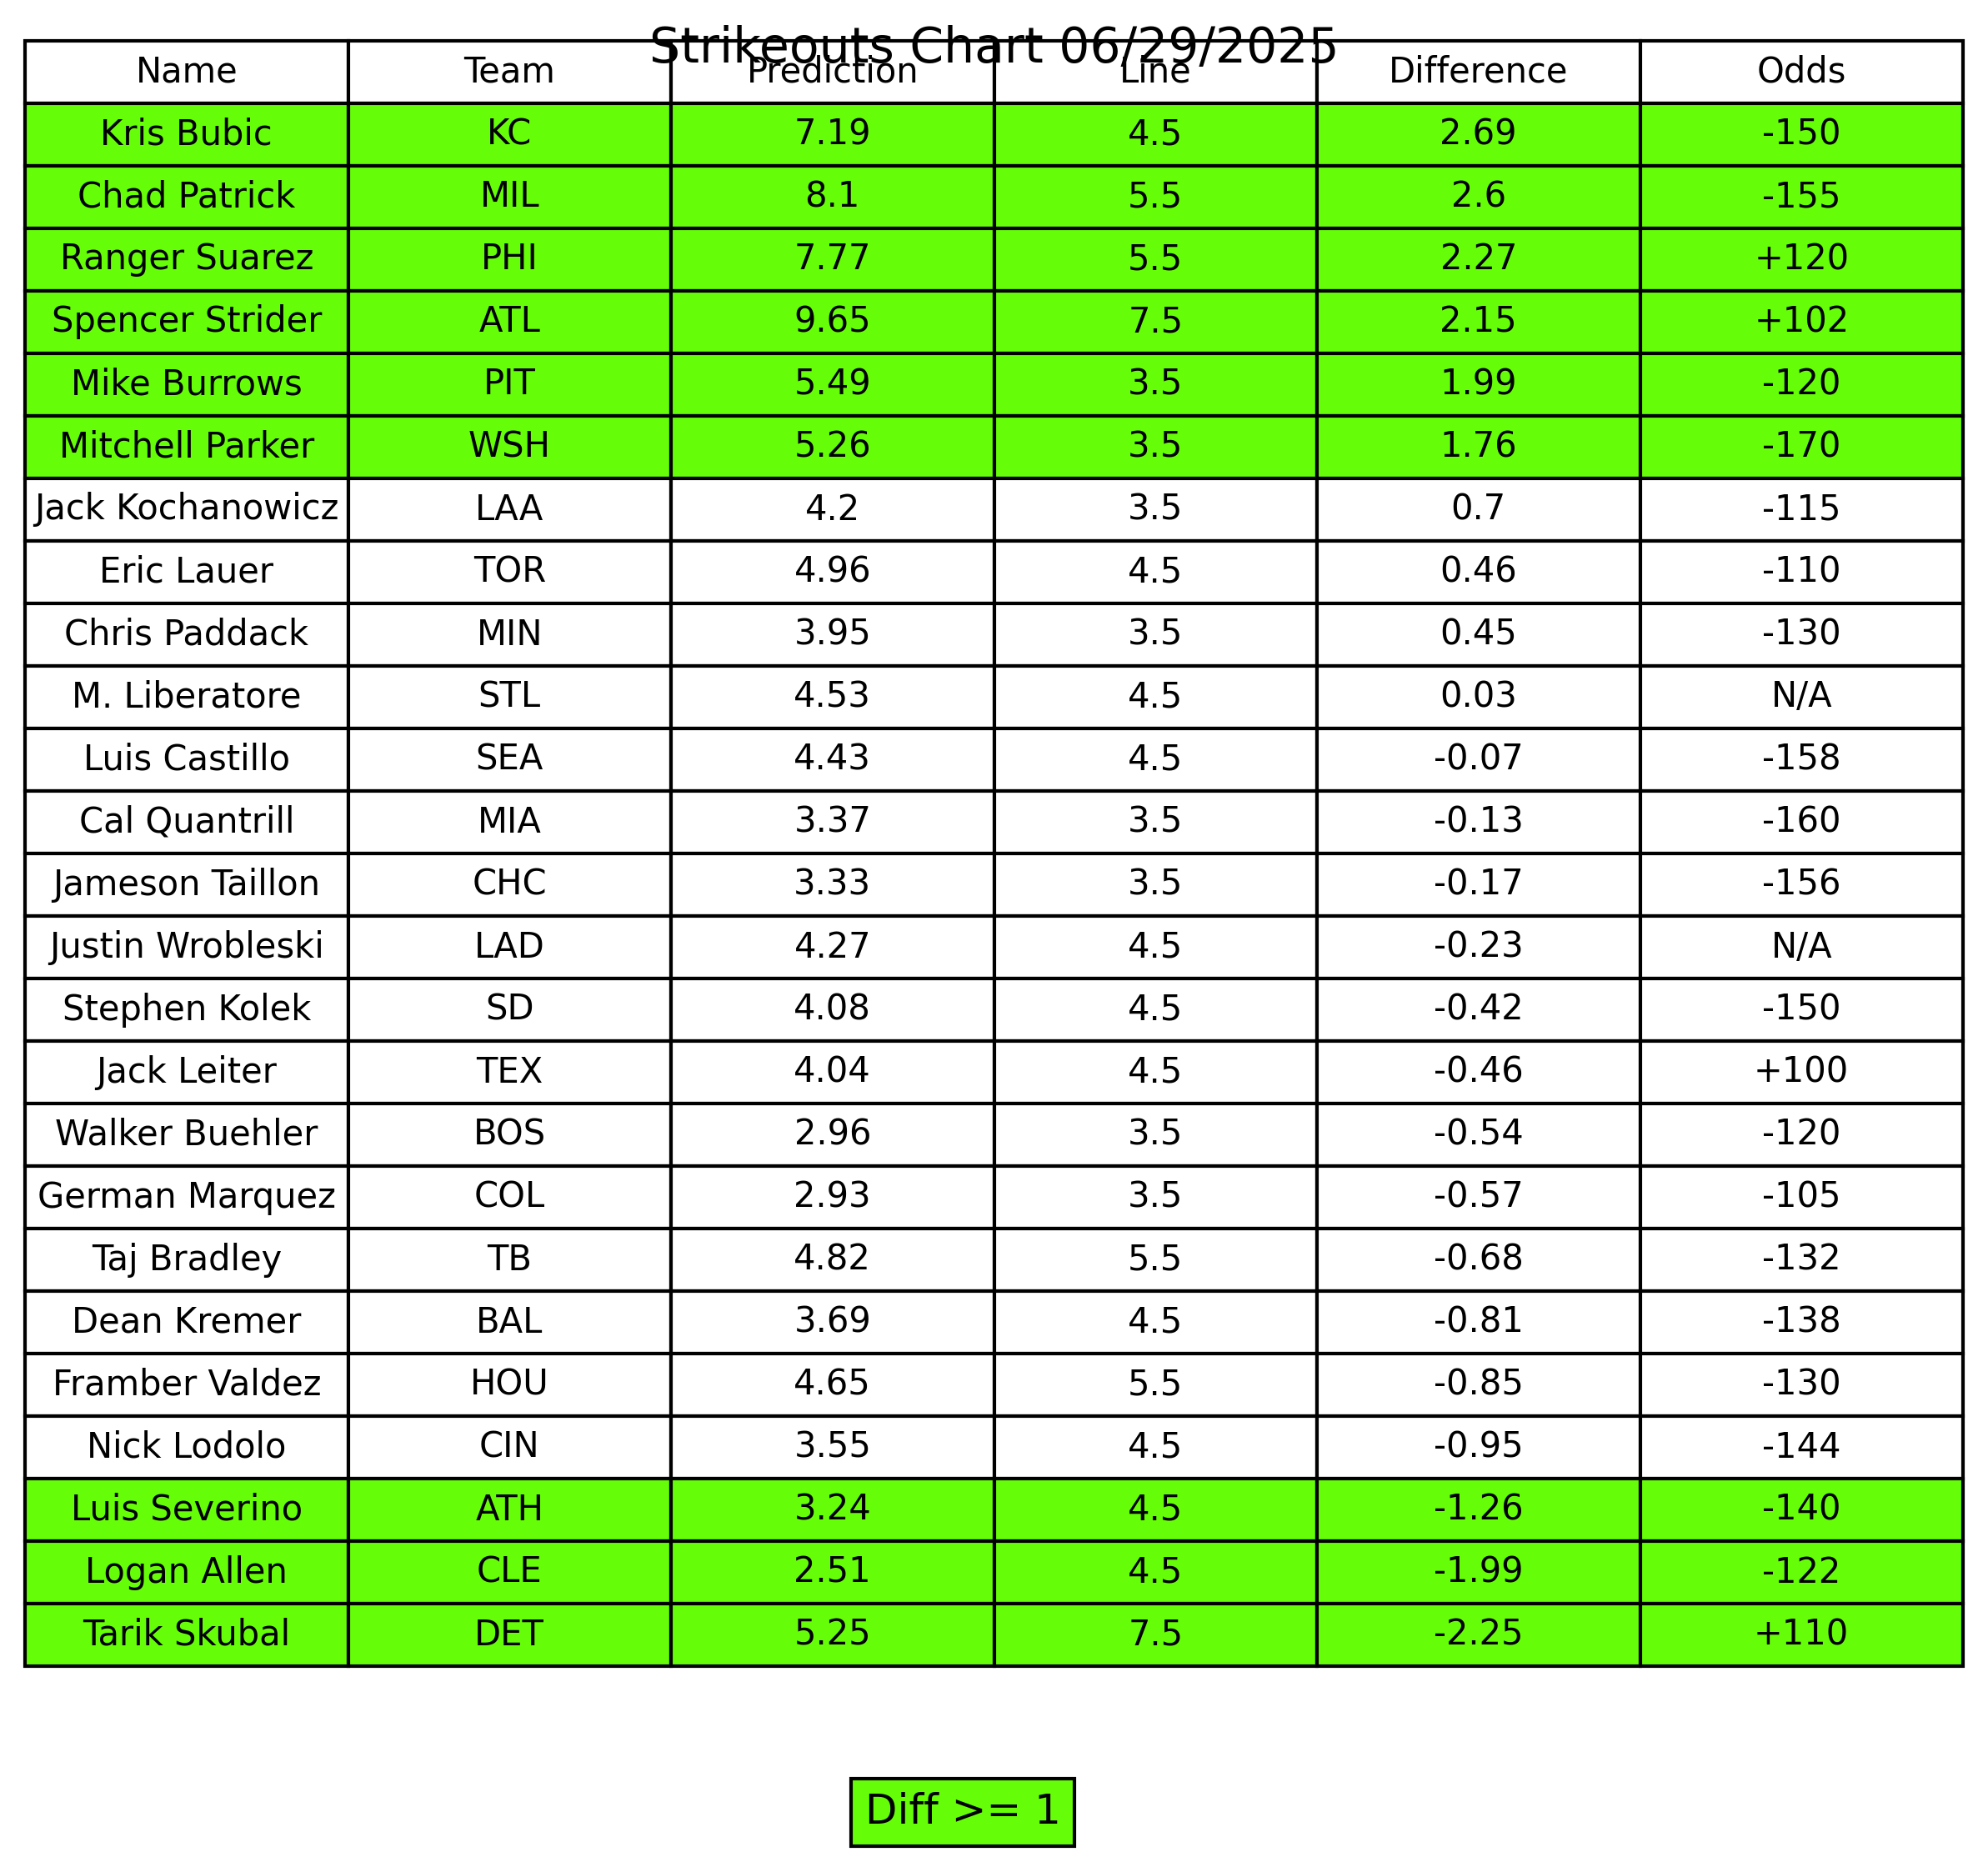 Strikeouts Chart 06/29/2025
Name Team Prediction Line Difference Odds
Kris Bubic KC 7.19 4.5 2.69 -150
Chad Patrick MIL 8.1 5.5 2.6 -155
Ranger Suarez PHI 7.77 5.5 2.27 +120
Spencer Strider ATL 9.65 7.5 2.15 +102
Mike Burrows PIT 5.49 3.5 1.99 -120
Mitchell Parker WSH 5.26 3.5 1.76 -170
Jack Kochanowicz LAA 4.2 3.5 0.7 -115
Eric Lauer TOR 4.96 4.5 0.46 -110
Chris Paddack MIN 3.95 3.5 0.45 -130
M. Liberatore STL 4.53 4.5 0.03 N/A
Luis Castillo SEA 4.43 4.5 -0.07 -158
Cal Quantrill MIA 3.37 3.5 -0.13 -160
Jameson Taillon CHC 3.33 3.5 -0.17 -156
Justin Wrobleski LAD 4.27 4.5 -0.23 N/A
Stephen Kolek SD 4.08 4.5 -0.42 -150
Jack Leiter TEX 4.04 4.5 -0.46 +100
Walker Buehler BOS 2.96 3.5 -0.54 -120
German Marquez COL 2.93 3.5 -0.57 -105
Taj Bradley TB 4.82 5.5 -0.68 -132
Dean Kremer BAL 3.69 4.5 -0.81 -138
Framber Valdez HOU 4.65 5.5 -0.85 -130
Nick Lodolo CIN 3.55 4.5 -0.95 -144
Luis Severino ATH 3.24 4.5 -1.26 -140
Logan Allen CLE 2.51 4.5 -1.99 -122
Tarik Skubal DET 5.25 7.5 -2.25 +110
Diff >= 1